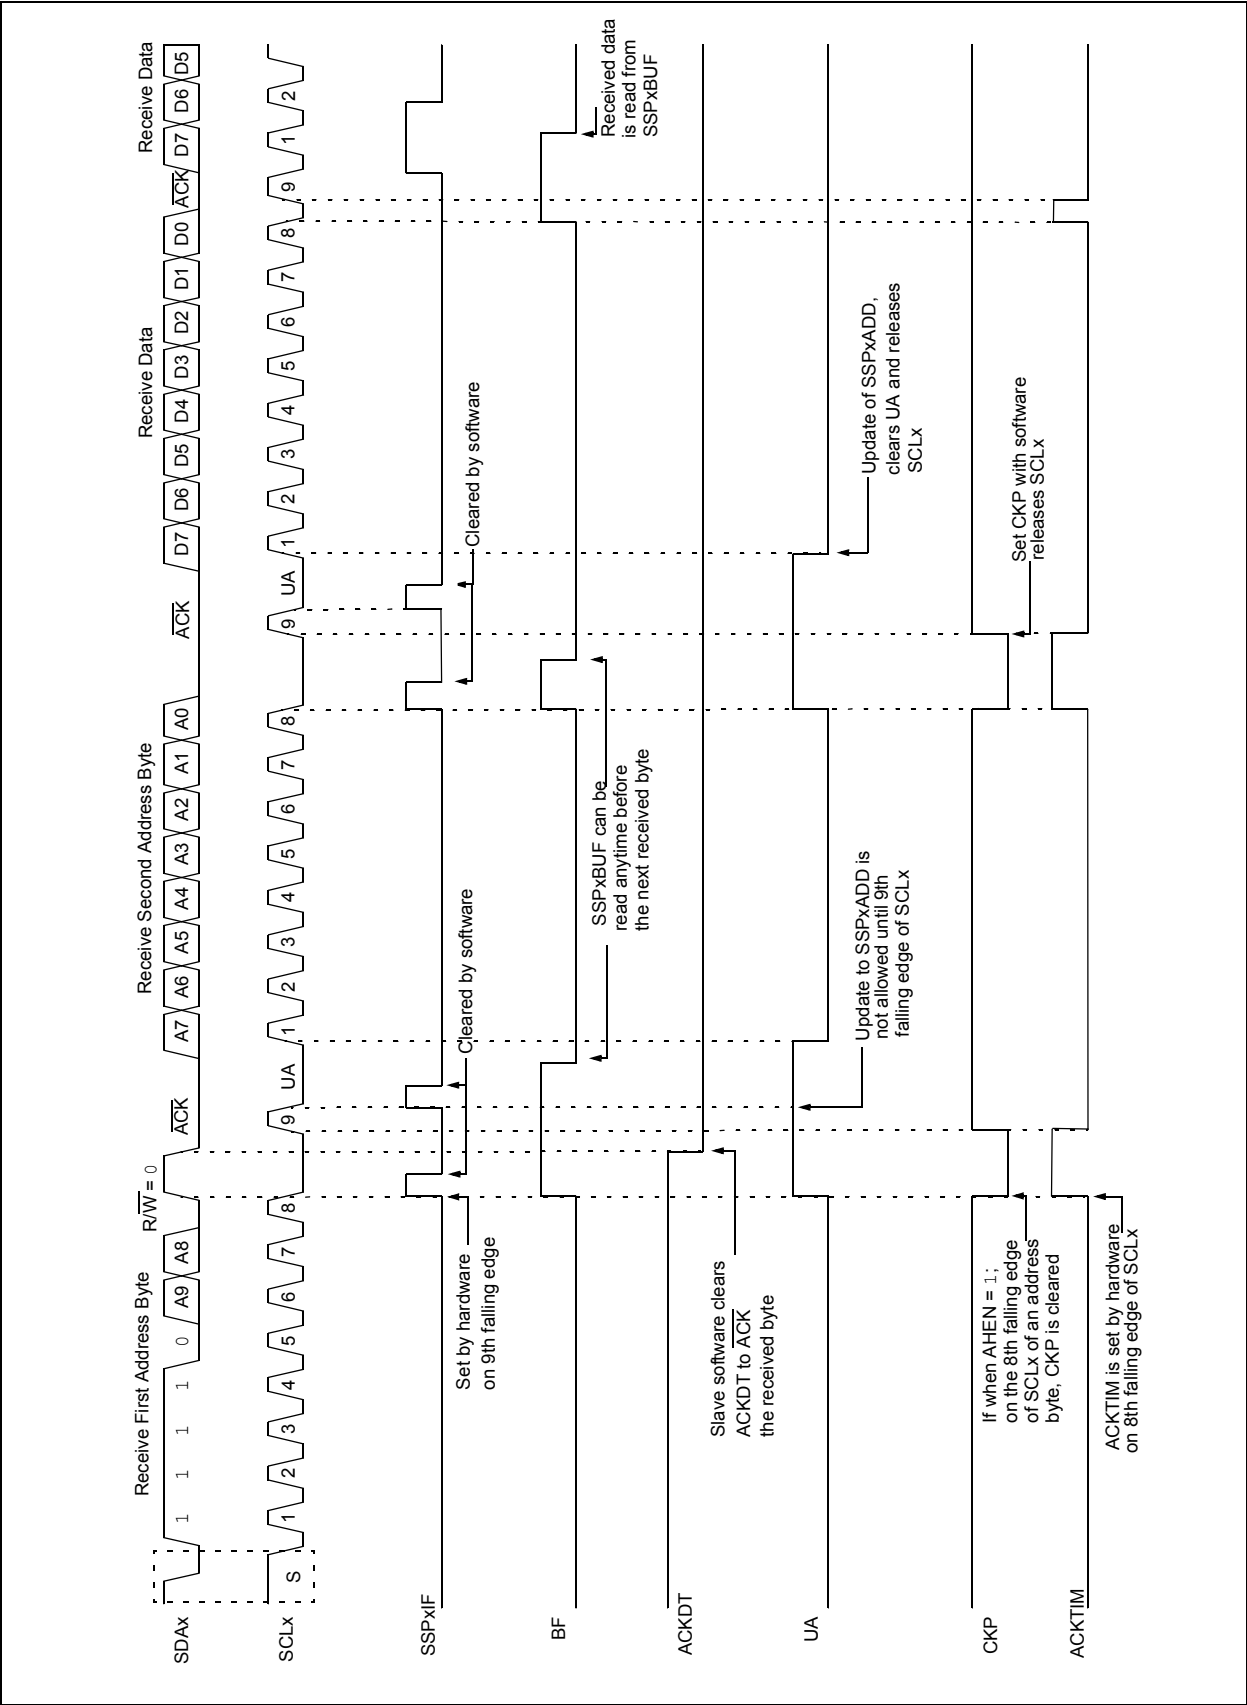 Receive First Address Byte
R/W = 0
Receive Second Address Byte
Receive Data
Receive Data
SDAx
1 1 1 1 0 A9 A8
ACK
A7 A6 A5 A4 A3 A2 A1 A0
ACK
D7 D6 D5 D4 D3 D2 D1 D0
ACK
D7 D6 D5
SCLx
S
1 2 3 4 5 6 7 8 9 UA 1 2 3 4 5 6 7 8 9 UA 1 2 3 4 5 6 7 8 9 1 2
SSPxIF
Set by hardware
on 9th falling edge
Cleared by software
Cleared by software
BF
SSPxBUF can be
read anytime before
the next received byte
Received data
is read from
SSPxBUF
ACKDT
Slave software clears
ACKDT to ACK
the received byte
UA
Update to SSPxADD is
not allowed until 9th
falling edge of SCLx
Update of SSPxADD,
clears UA and releases
SCLx
CKP
If when AHEN = 1;
on the 8th falling edge
of SCLx of an address
byte, CKP is cleared
Set CKP with software
releases SCLx
ACKTIM
ACKTIM is set by hardware
on 8th falling edge of SCLx